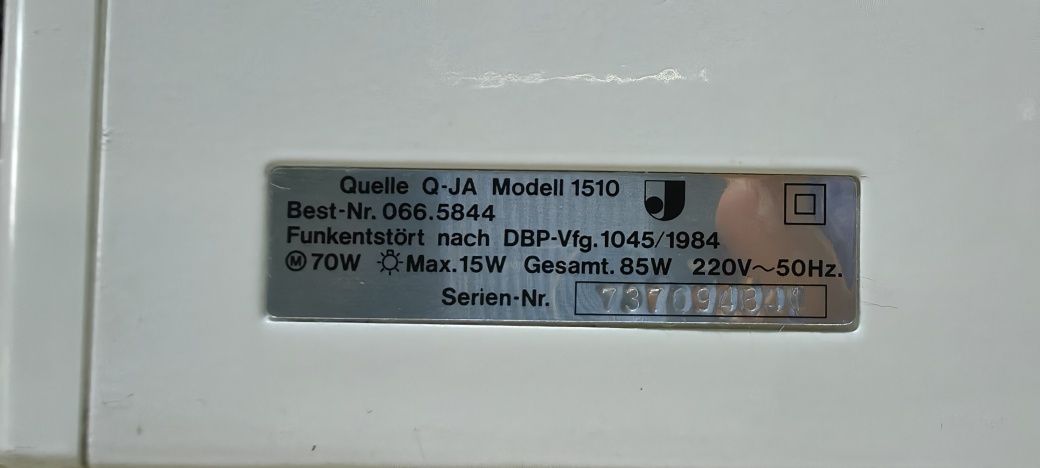 Quelle Q-JA Modell 1510
Best-Nr. 066.5844
Funkentstört nach DBP-Vfg. 1045/1984
Ⓜ 70W Max. 15W Gesamt. 85W 220V~50Hz.
Serien-Nr.